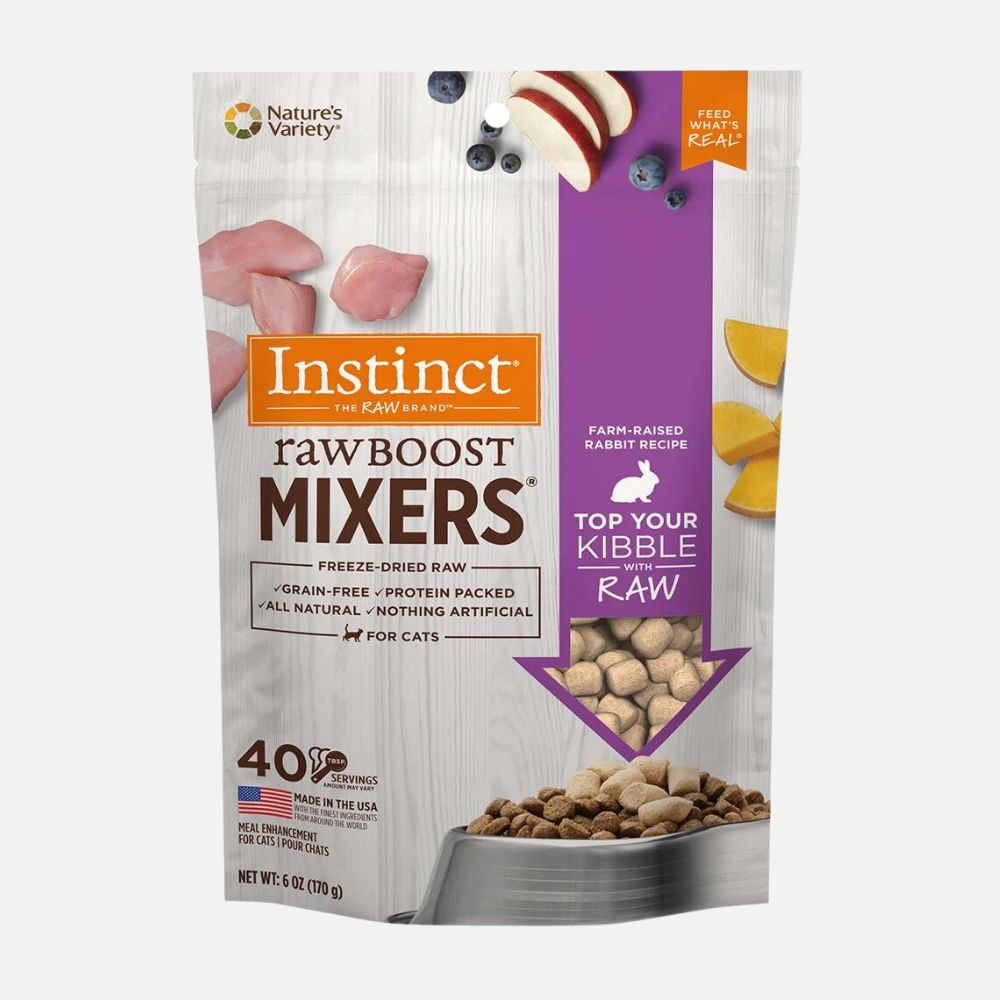 Nature's
Variety®
FEED
WHAT'S
REAL®
Instinct®
THE RAW BRAND™
raw BOOST
MIXERS®
FREEZE-DRIED RAW
✓GRAIN-FREE ✓PROTEIN PACKED
✓ALL NATURAL ✓NOTHING ARTIFICIAL
FOR CATS
FARM-RAISED
RABBIT RECIPE
TOP YOUR
KIBBLE
WITH
RAW
40 TBSP.
SERVINGS
AMOUNT MAY VARY
MADE IN THE USA
WITH THE FINEST INGREDIENTS
FROM AROUND THE WORLD
MEAL ENHANCEMENT
FOR CATS | POUR CHATS
NET WT: 6 OZ (170 g)